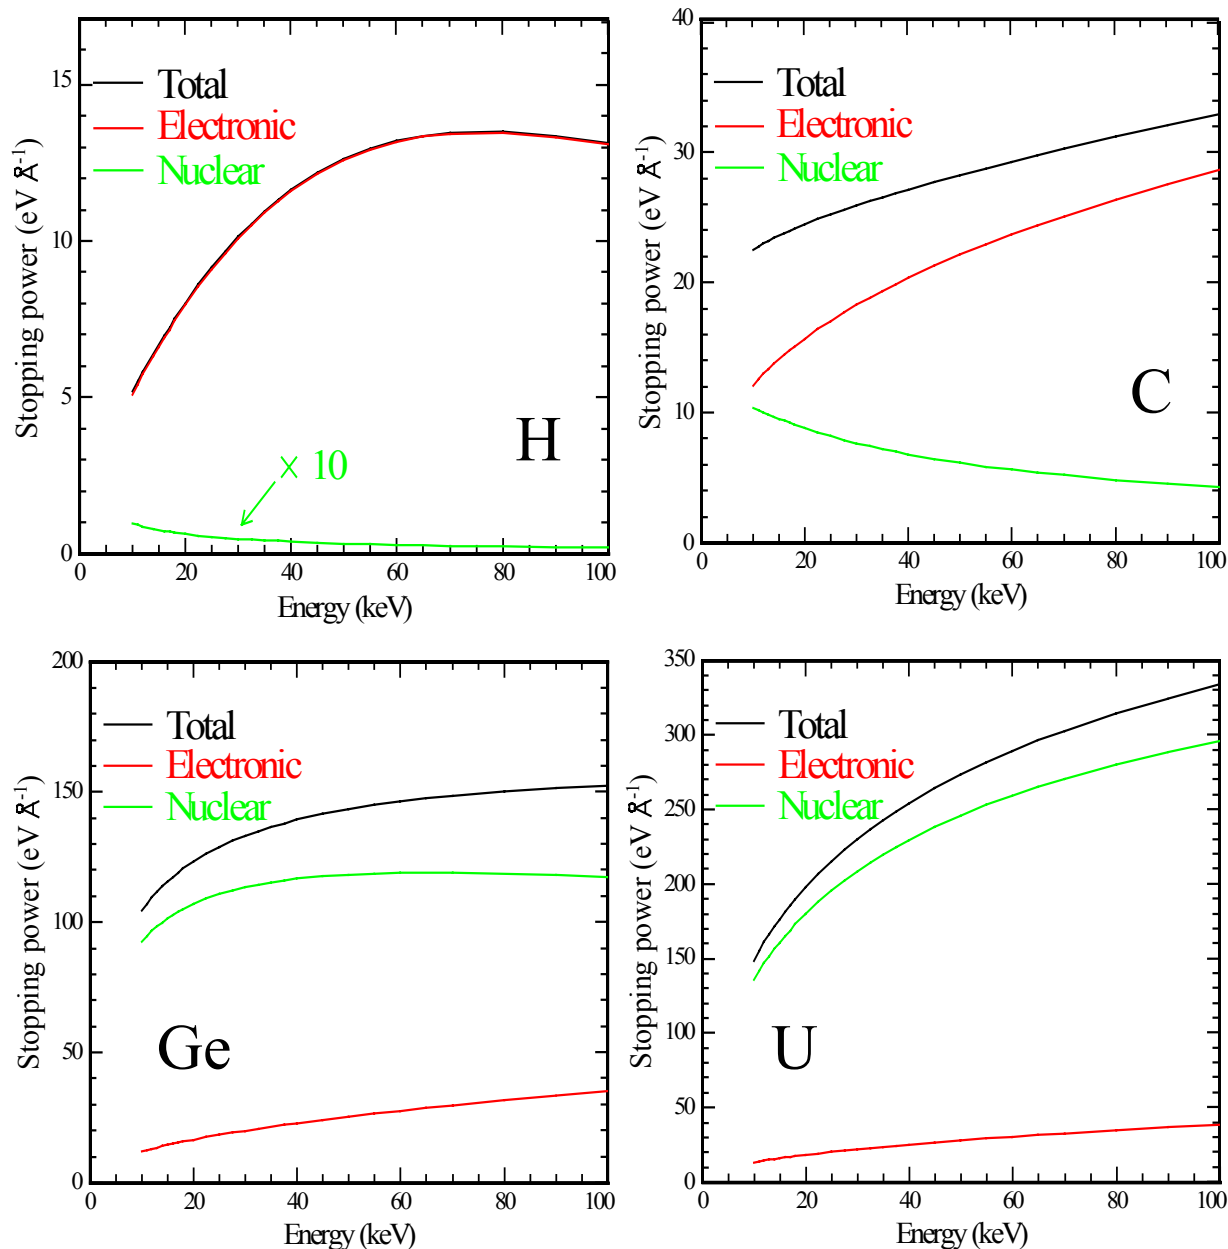 15
10
5
0
Stopping power (eV Å-1)
Total
Electronic
Nuclear
× 10
H
0 20 40 60 80 100
Energy (keV)
40
30
20
10
0
Stopping power (eV Å-1)
Total
Electronic
Nuclear
C
0 20 40 60 80 100
Energy (keV)
200
150
100
50
0
Stopping power (eV Å-1)
Total
Electronic
Nuclear
Ge
0 20 40 60 80 100
Energy (keV)
350
300
250
200
150
100
50
0
Stopping power (eV Å-1)
Total
Electronic
Nuclear
U
0 20 40 60 80 100
Energy (keV)